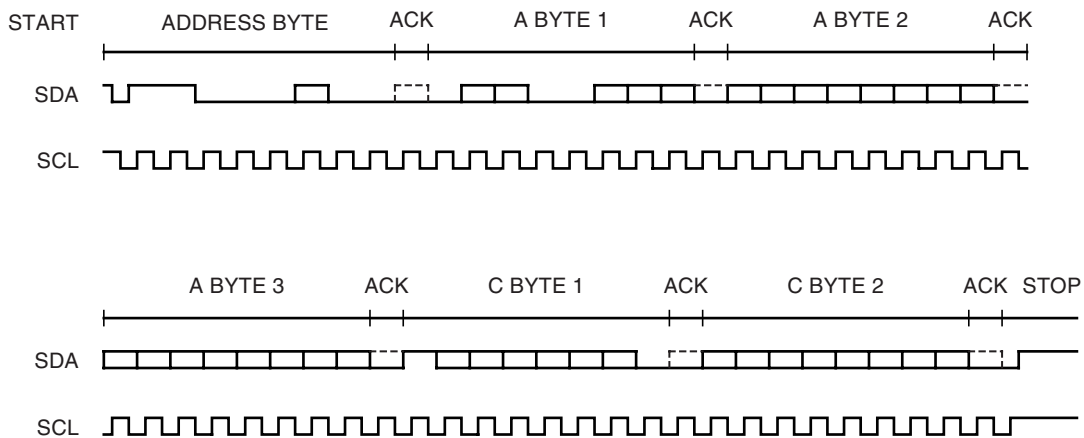 START ADDRESS BYTE ACK A BYTE 1 ACK A BYTE 2 ACK
SDA
SCL
A BYTE 3 ACK C BYTE 1 ACK C BYTE 2 ACK STOP
SDA
SCL